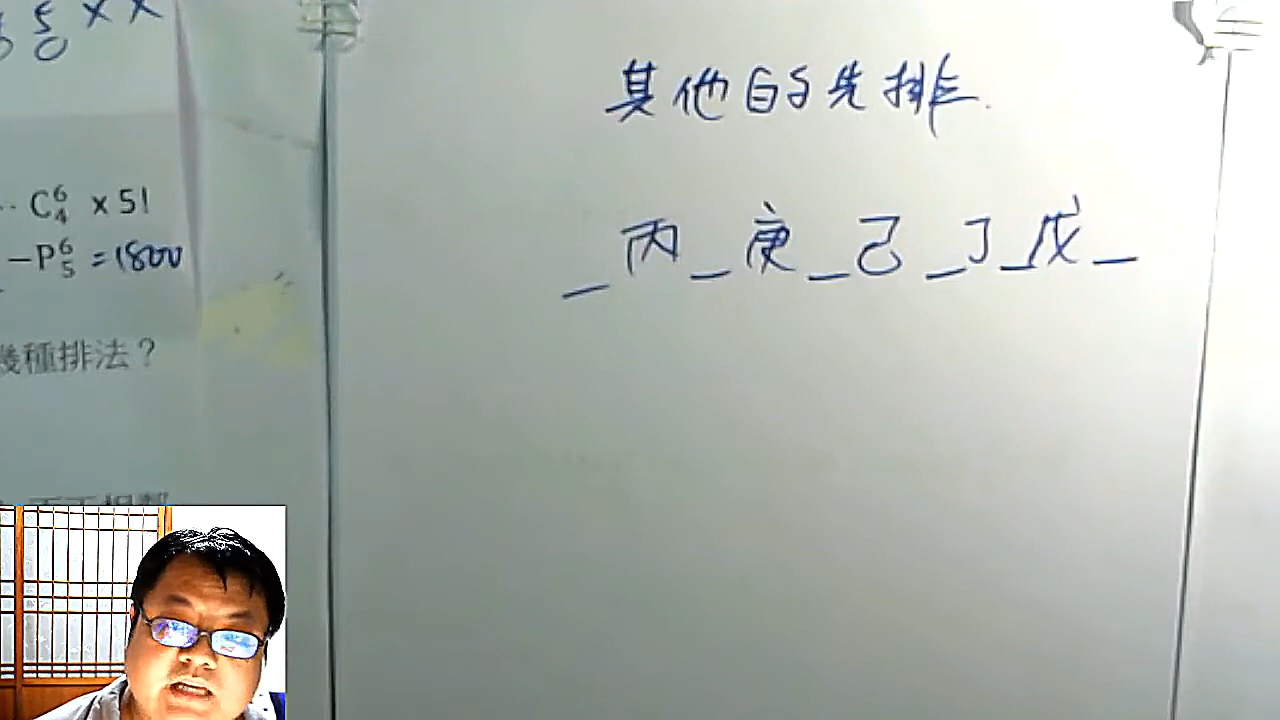 其他的先排.
_丙_庚_己_丁_戊_
C⁶₄ × 5!
-P⁶₅ = 1800
幾種排法？